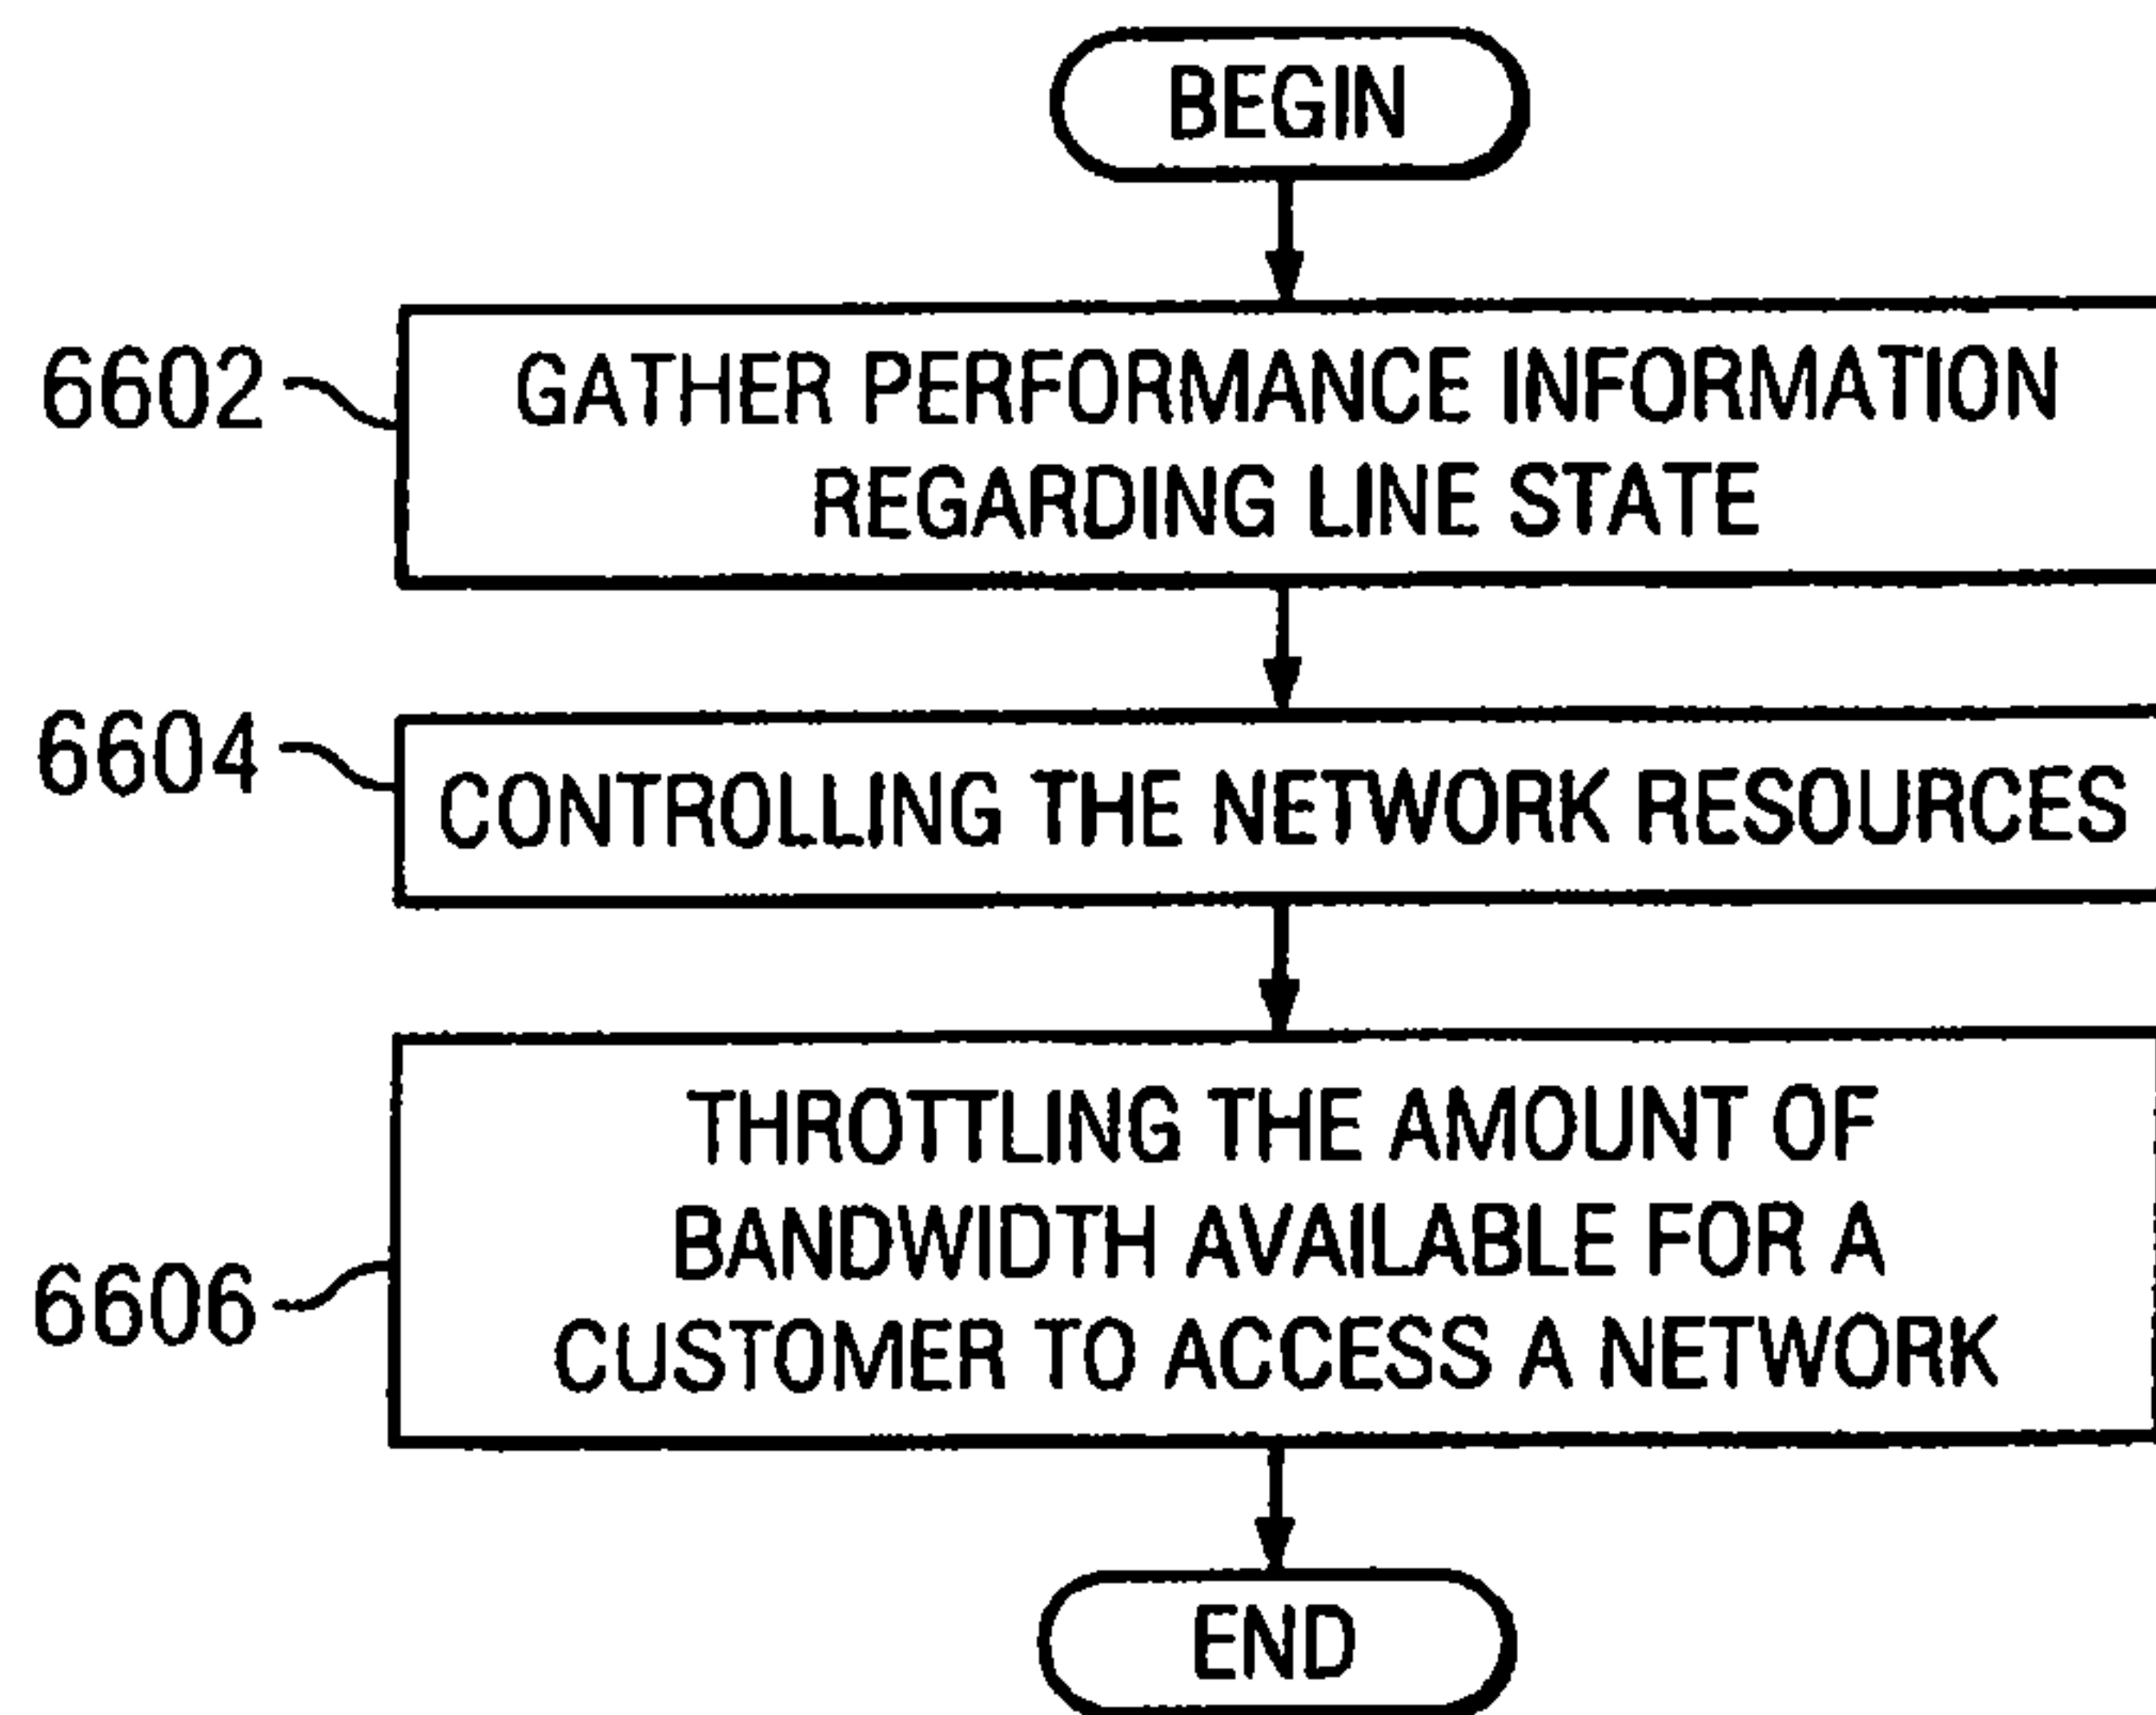 BEGIN
6602
GATHER PERFORMANCE INFORMATION
REGARDING LINE STATE
6604
CONTROLLING THE NETWORK RESOURCES
6606
THROTTLING THE AMOUNT OF
BANDWIDTH AVAILABLE FOR A
CUSTOMER TO ACCESS A NETWORK
END